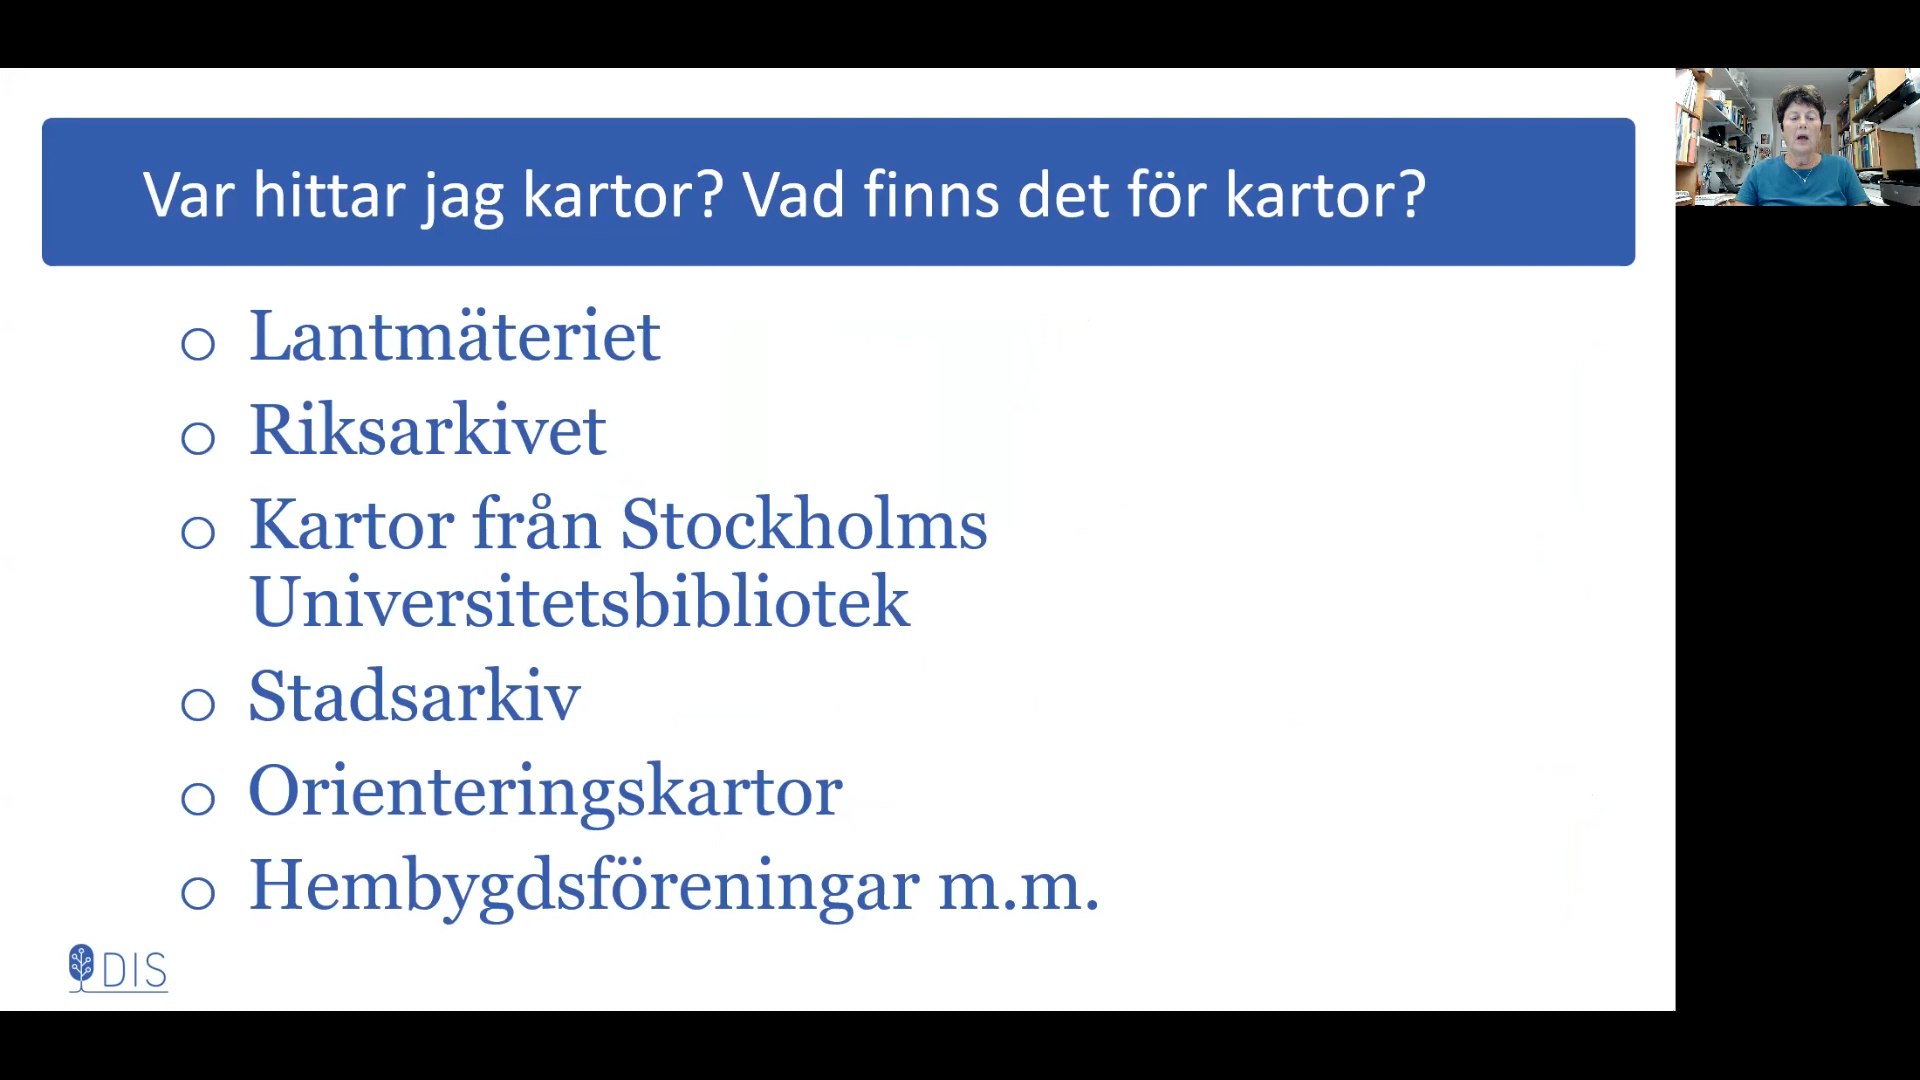 Var hittar jag kartor? Vad finns det för kartor?
o Lantmäteriet
o Riksarkivet
o Kartor från Stockholms
Universitetsbibliotek
o Stadsarkiv
o Orienteringskartor
o Hembygdsföreningar m.m.
DIS